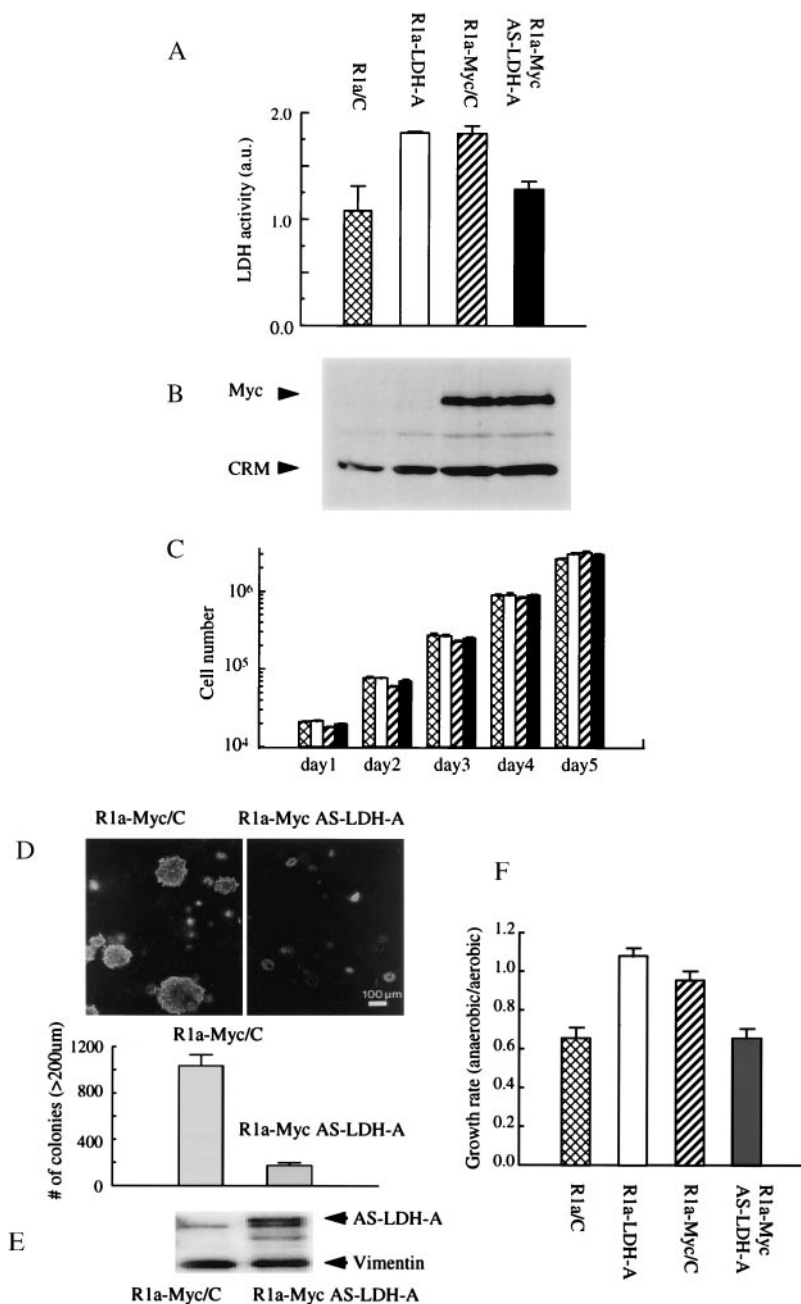 A
R1a/C
R1a-LDH-A
R1a-Myc/C
R1a-Myc
AS-LDH-A
LDH activity (a.u.)
2.0
1.0
0.0
B
Myc
CRM
C
Cell number
10⁶
10⁵
10⁴
day1 day2 day3 day4 day5
D
R1a-Myc/C R1a-Myc AS-LDH-A
100 µm
# of colonies (>200um)
1200
800
400
0
R1a-Myc/C
R1a-Myc AS-LDH-A
E
AS-LDH-A
Vimentin
R1a-Myc/C R1a-Myc AS-LDH-A
F
Growth rate (anaerobic/aerobic)
1.2
1.0
0.8
0.6
0.4
0.2
0.0
R1a/C
R1a-LDH-A
R1a-Myc/C
R1a-Myc
AS-LDH-A